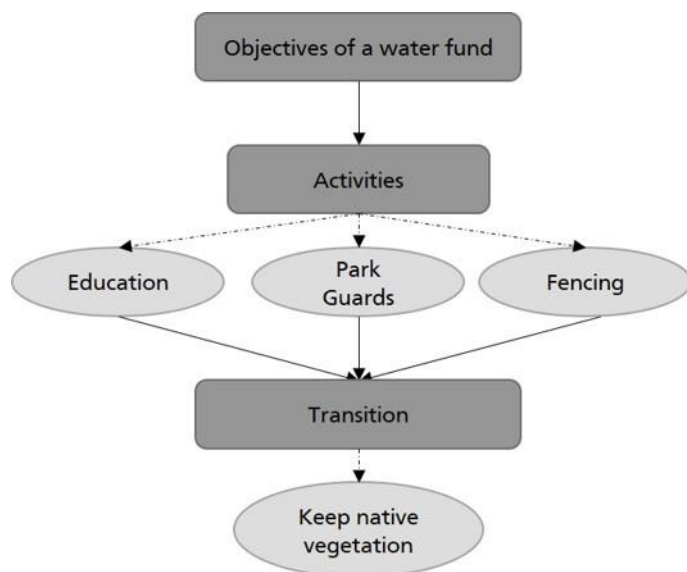 Objectives of a water fund
Activities
Education
Park
Guards
Fencing
Transition
Keep native
vegetation